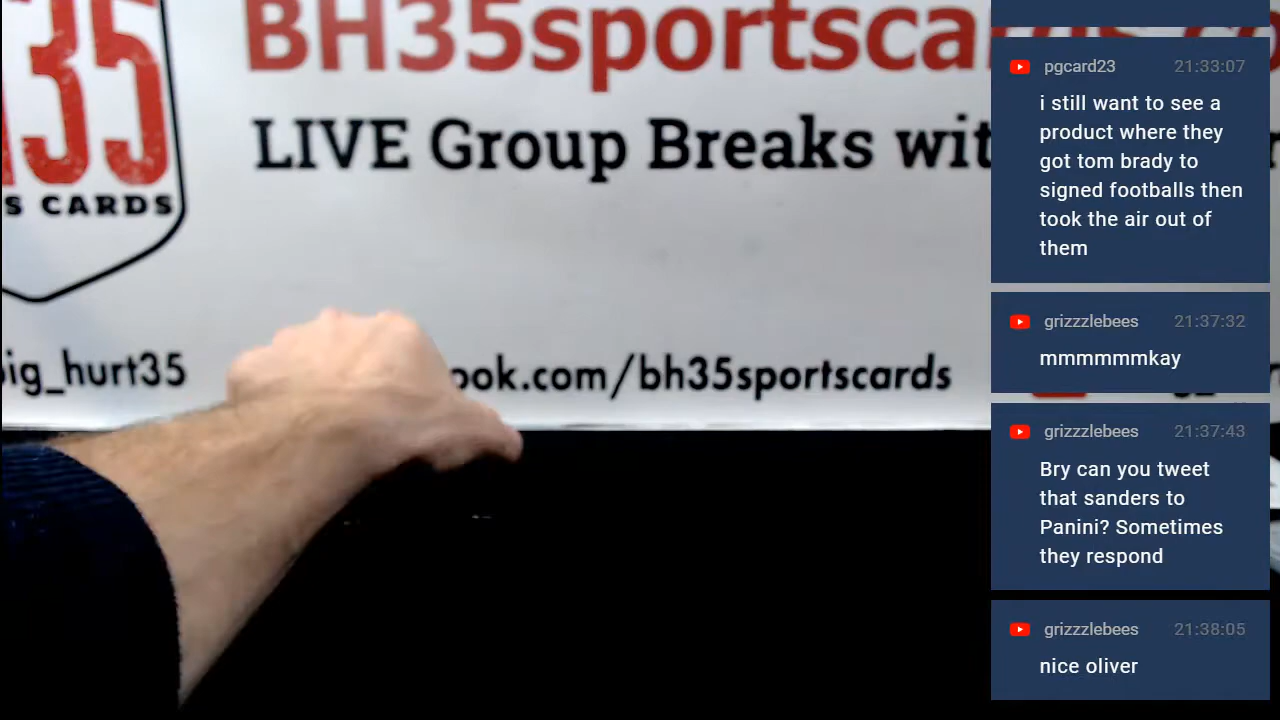 35
S CARDS
BH35sportscards.co
LIVE Group Breaks wit
big_hurt35
ook.com/bh35sportscards
pgcard23 21:33:07
i still want to see a
product where they
got tom brady to
signed footballs then
took the air out of
them
grizzzlebees 21:37:32
mmmmmmkay
grizzzlebees 21:37:43
Bry can you tweet
that sanders to
Panini? Sometimes
they respond
grizzzlebees 21:38:05
nice oliver